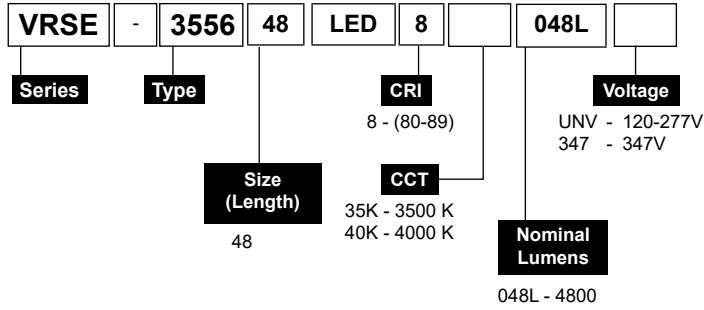 VRSE - 3556 48 LED 8 048L
Series Type CRI Voltage
8 - (80-89)
UNV - 120-277V
347 - 347V
Size
(Length)
48
CCT
35K - 3500 K
40K - 4000 K
Nominal
Lumens
048L - 4800